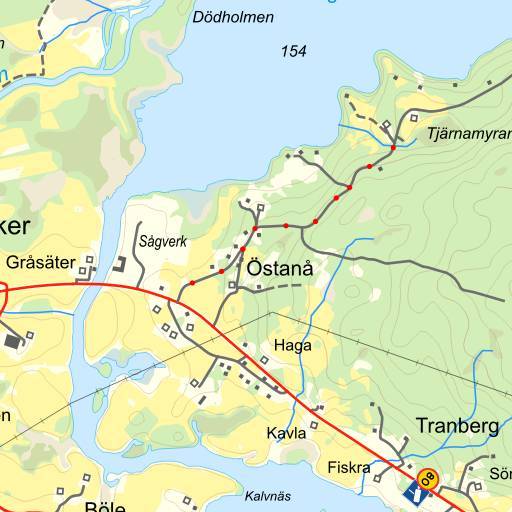 Dödholmen
154
Tjärnamyran
ker
Sågverk
Gråsäter
Östanå
Haga
en
Kavla
Tranberg
Fiskra
80
Sör
Kalvnäs
Böle